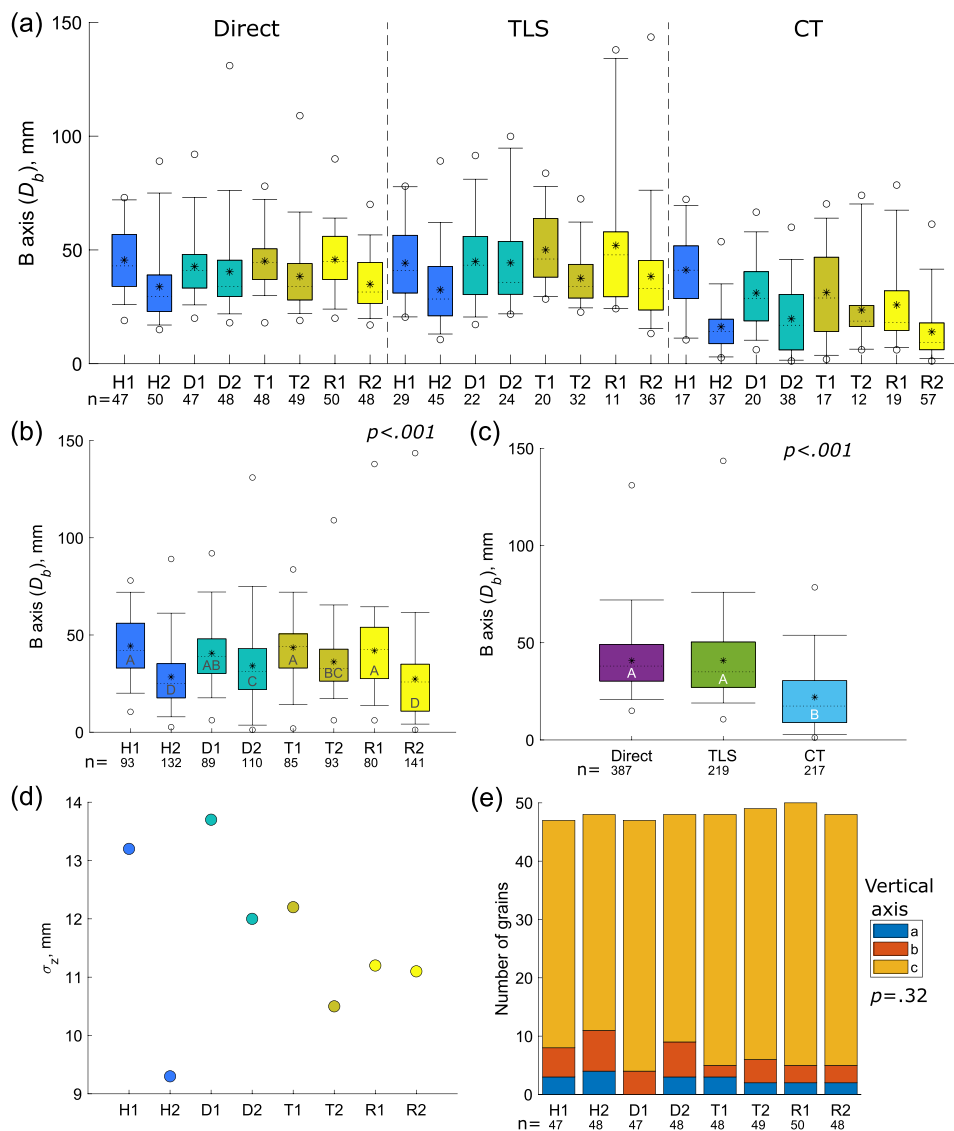 (a)
Direct TLS CT
B axis (D_b), mm
150
100
50
0
H1 H2 D1 D2 T1 T2 R1 R2 H1 H2 D1 D2 T1 T2 R1 R2 H1 H2 D1 D2 T1 T2 R1 R2
n= 47 50 47 48 48 49 50 48 29 45 22 24 20 32 11 36 17 37 20 38 17 12 19 57
(b)
p<.001
B axis (D_b), mm
150
100
50
0
A D AB C A BC A D
H1 H2 D1 D2 T1 T2 R1 R2
n= 93 132 89 110 85 93 80 141
(c)
p<.001
B axis (D_b), mm
150
100
50
0
A A B
Direct TLS CT
n= 387 219 217
(d)
σ_z, mm
14
13
12
11
10
9
H1 H2 D1 D2 T1 T2 R1 R2
(e)
Number of grains
50
40
30
20
10
0
H1 H2 D1 D2 T1 T2 R1 R2
n= 47 48 47 48 48 49 50 48
Vertical
axis
a
b
c
p=.32